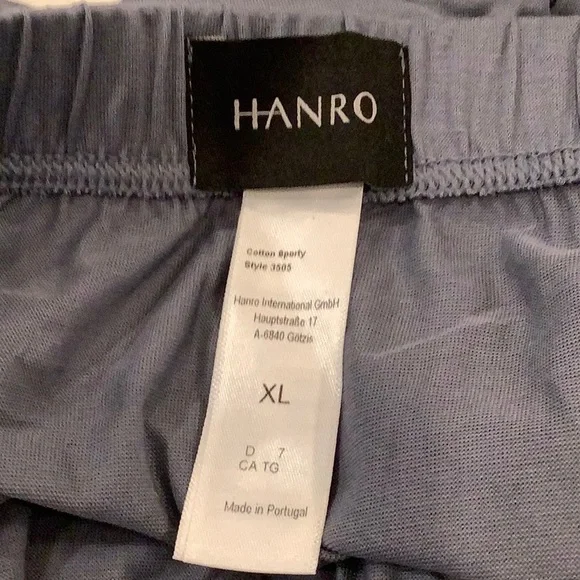 HANRO
Cotton Sporty
Style 3505
Hanro International GmbH
Hauptstraße 17
A-6840 Götzis
XL
D 7
CA TG
Made in Portugal